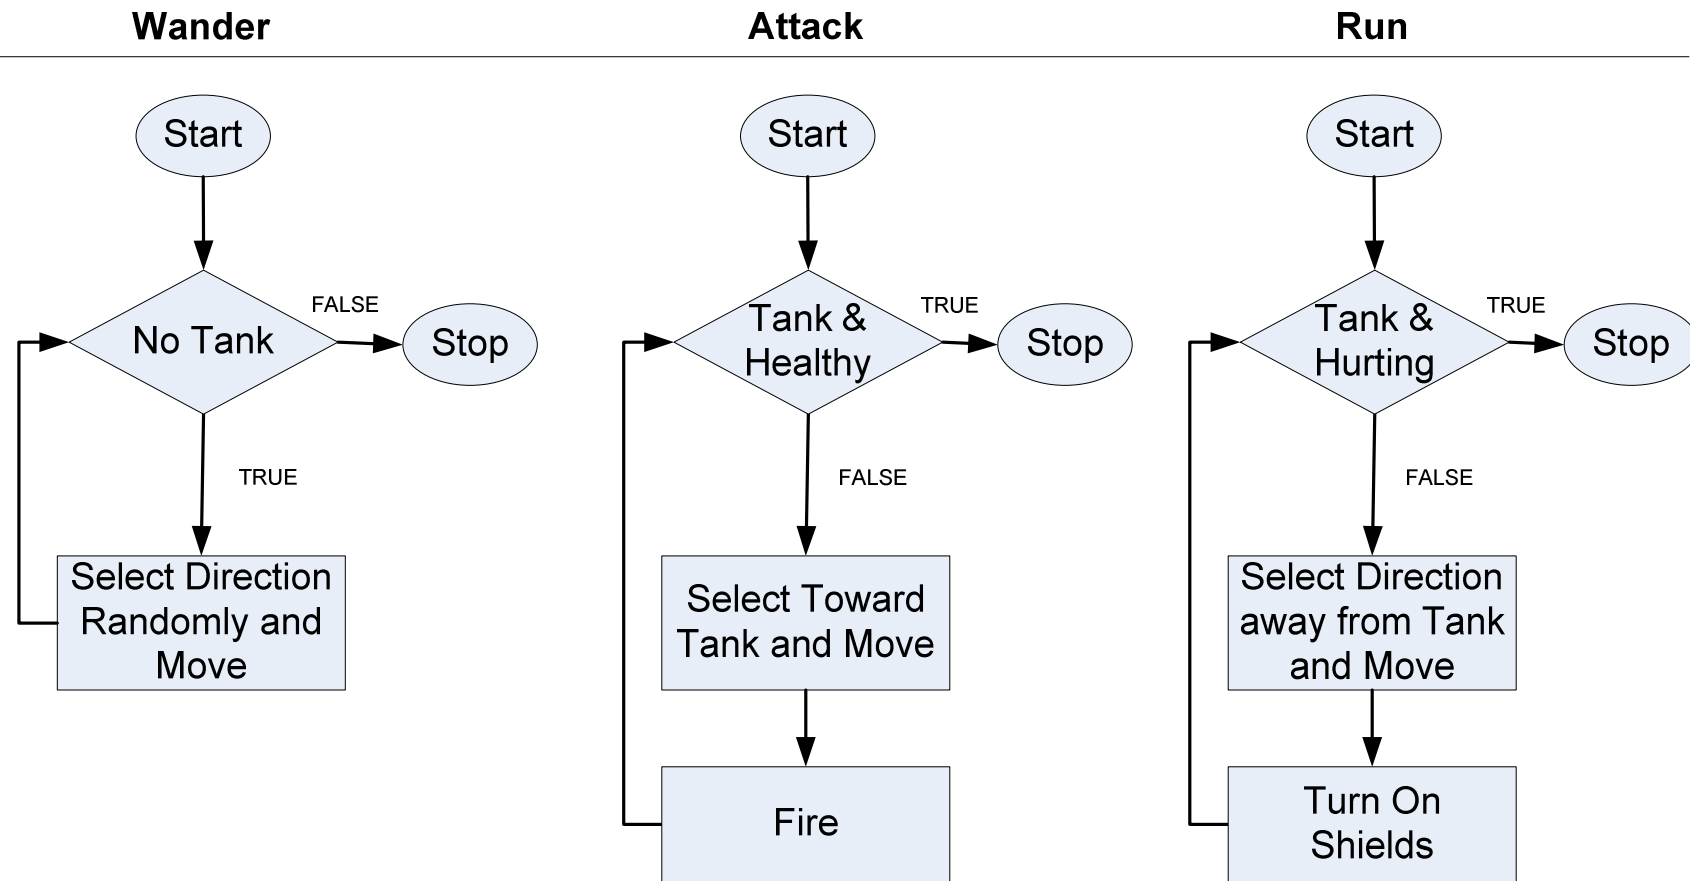 Wander
Attack
Run
Start
No Tank
FALSE
Stop
TRUE
Select Direction
Randomly and
Move
Start
Tank &
Healthy
TRUE
Stop
FALSE
Select Toward
Tank and Move
Fire
Start
Tank &
Hurting
TRUE
Stop
FALSE
Select Direction
away from Tank
and Move
Turn On
Shields